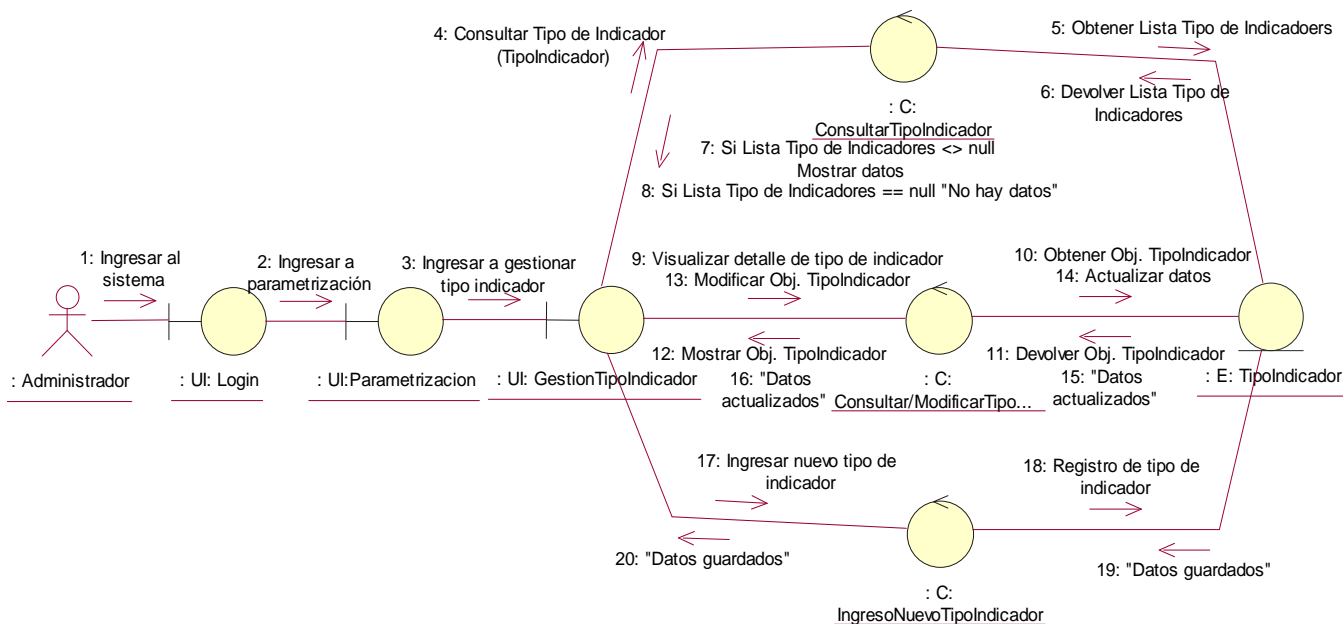 4: Consultar Tipo de Indicador
(TipoIndicador)
5: Obtener Lista Tipo de Indicadoers
6: Devolver Lista Tipo de
Indicadores
: C:
ConsultarTipoIndicador
7: Si Lista Tipo de Indicadores <> null
Mostrar datos
8: Si Lista Tipo de Indicadores == null "No hay datos"
1: Ingresar al
sistema
2: Ingresar a
parametrización
3: Ingresar a gestionar
tipo indicador
9: Visualizar detalle de tipo de indicador
13: Modificar Obj. TipoIndicador
10: Obtener Obj. TipoIndicador
14: Actualizar datos
12: Mostrar Obj. TipoIndicador
16: "Datos
actualizados"
11: Devolver Obj. TipoIndicador
15: "Datos
actualizados"
: Administrador
: UI: Login
: UI:Parametrizacion
: UI: GestionTipoIndicador
: C:
Consultar/ModificarTipo...
: E: TipoIndicador
17: Ingresar nuevo tipo de
indicador
18: Registro de tipo de
indicador
20: "Datos guardados"
19: "Datos guardados"
: C:
IngresoNuevoTipoIndicador